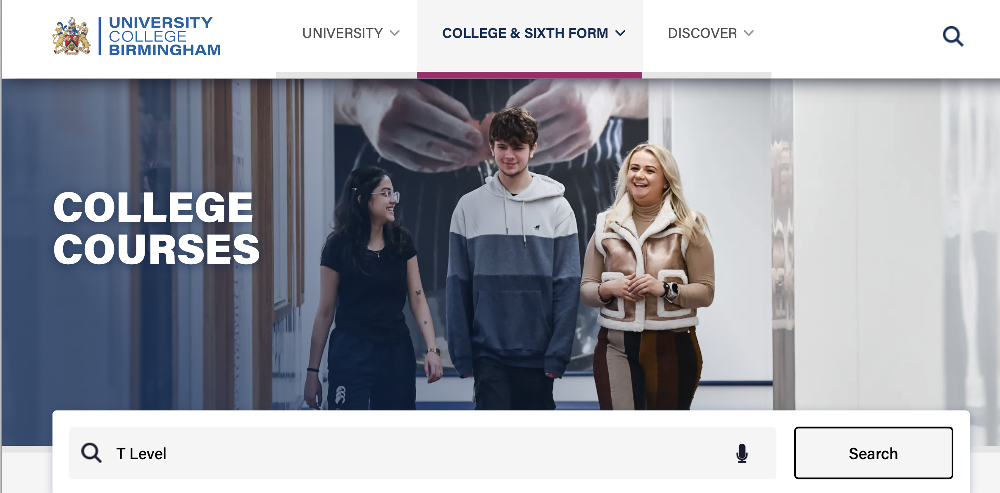 UNIVERSITY
COLLEGE
BIRMINGHAM
UNIVERSITY
COLLEGE & SIXTH FORM
DISCOVER
COLLEGE
COURSES
T Level
Search